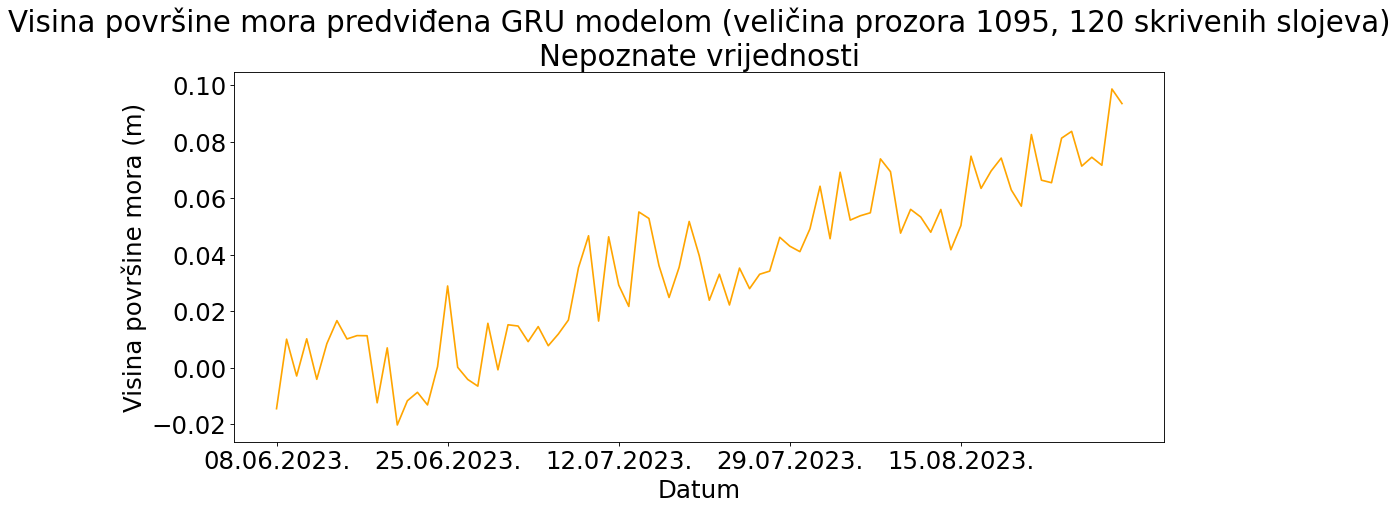 Visina površine mora predviđena GRU modelom (veličina prozora 1095, 120 skrivenih slojeva)
Nepoznate vrijednosti
Visina površine mora (m)
0.10
0.08
0.06
0.04
0.02
0.00
−0.02
08.06.2023. 25.06.2023. 12.07.2023. 29.07.2023. 15.08.2023.
Datum